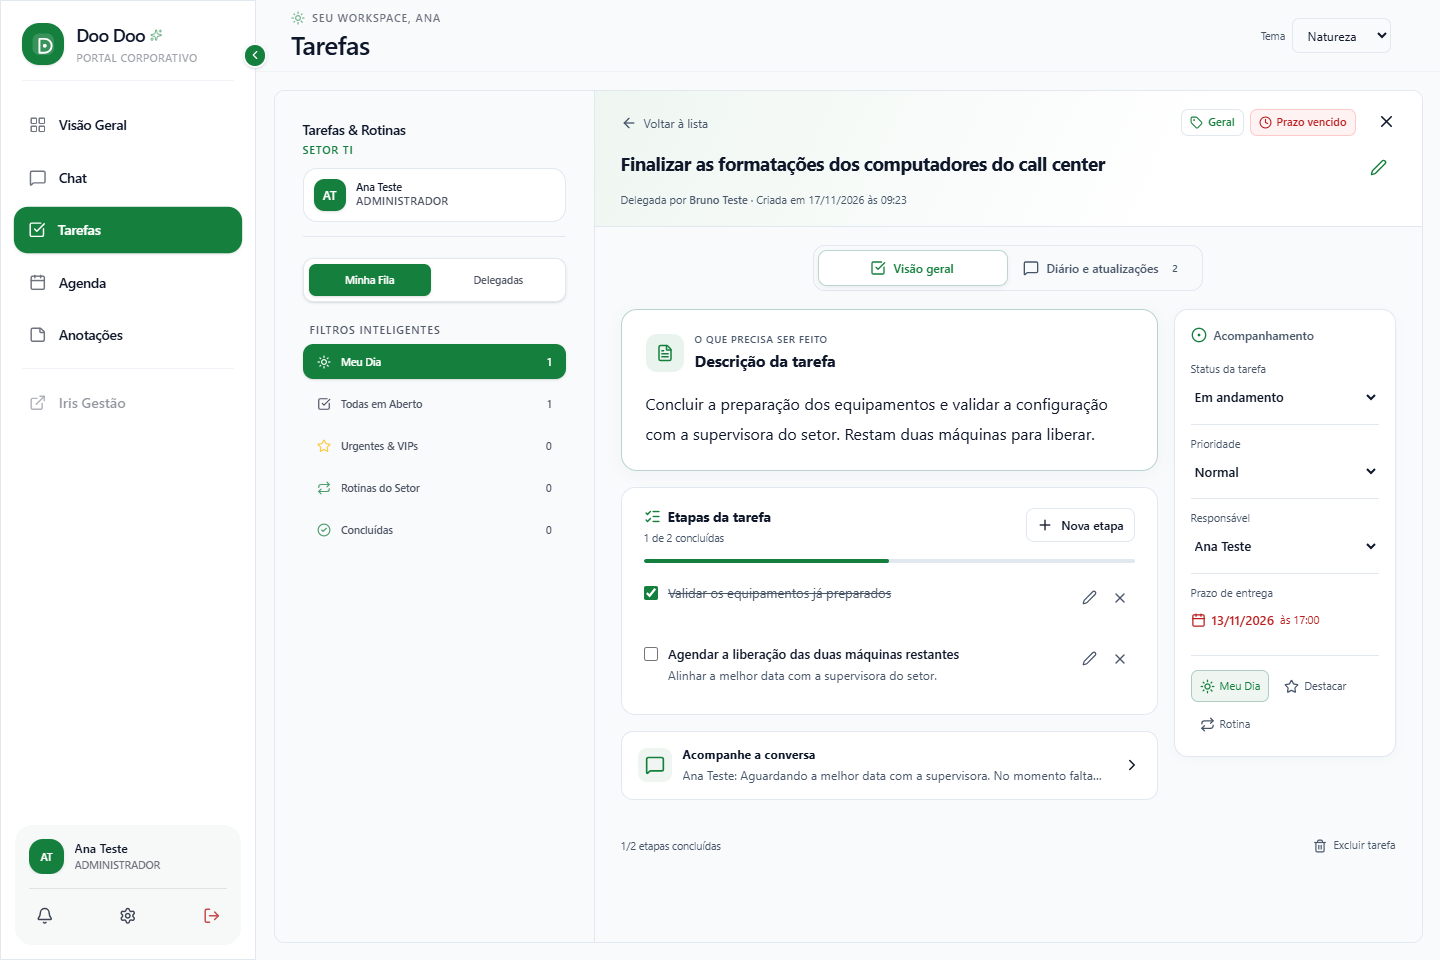 Doo Doo
PORTAL CORPORATIVO
Visão Geral
Chat
Tarefas
Agenda
Anotações
Iris Gestão
AT
Ana Teste
ADMINISTRADOR
SEU WORKSPACE, ANA
Tarefas
Tema
Natureza
Tarefas & Rotinas
SETOR TI
AT
Ana Teste
ADMINISTRADOR
Minha Fila
Delegadas
FILTROS INTELIGENTES
Meu Dia 1
Todas em Aberto 1
Urgentes & VIPs 0
Rotinas do Setor 0
Concluídas 0
Voltar à lista
Geral
Prazo vencido
Finalizar as formatações dos computadores do call center
Delegada por Bruno Teste · Criada em 17/11/2026 às 09:23
Visão geral
Diário e atualizações 2
O QUE PRECISA SER FEITO
Descrição da tarefa
Concluir a preparação dos equipamentos e validar a configuração
com a supervisora do setor. Restam duas máquinas para liberar.
Etapas da tarefa
1 de 2 concluídas
Nova etapa
Validar os equipamentos já preparados
Agendar a liberação das duas máquinas restantes
Alinhar a melhor data com a supervisora do setor.
Acompanhe a conversa
Ana Teste: Aguardando a melhor data com a supervisora. No momento falta...
1/2 etapas concluídas
Acompanhamento
Status da tarefa
Em andamento
Prioridade
Normal
Responsável
Ana Teste
Prazo de entrega
13/11/2026 às 17:00
Meu Dia
Destacar
Rotina
Excluir tarefa